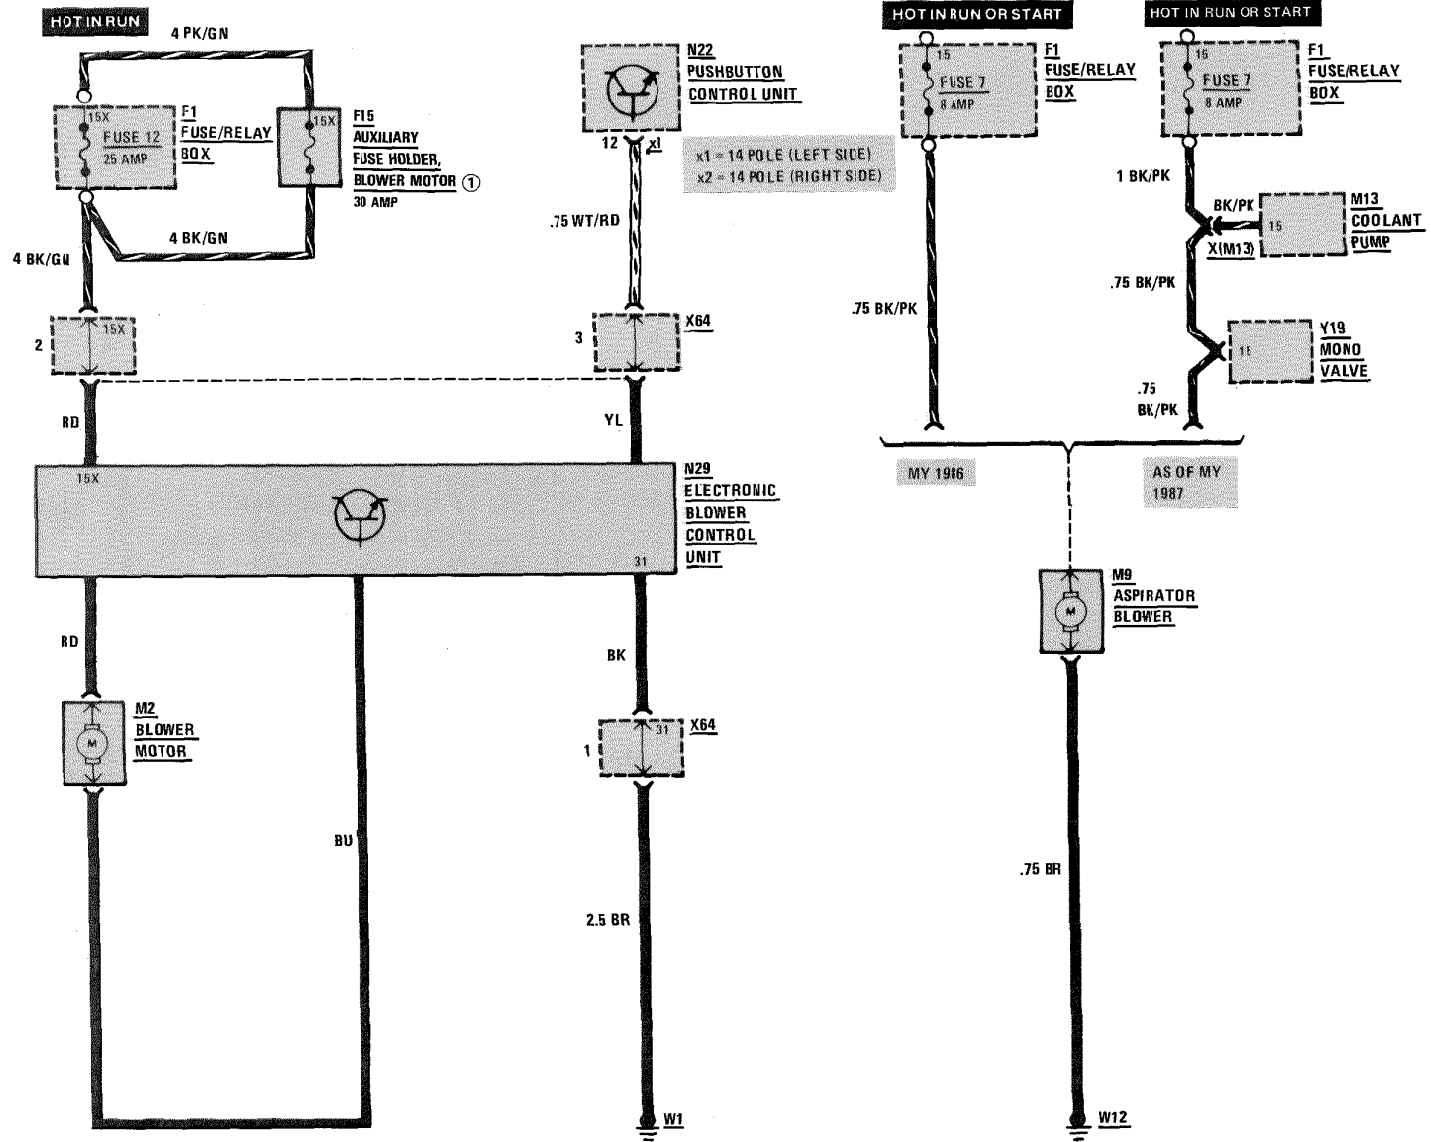 HOT IN RUN
4 PK/GN
15X
FUSE 12
25 AMP
F1
FUSE/RELAY
BOX
15X
F15
AUXILIARY
FUSE HOLDER,
BLOWER MOTOR ①
30 AMP
4 BK/GN
4 BK/GN
2
15X
RD
N22
PUSHBUTTON
CONTROL UNIT
12
x1
x1 = 14 POLE (LEFT SIDE)
x2 = 14 POLE (RIGHT SIDE)
.75 WT/RD
3
X64
YL
15X
31
N29
ELECTRONIC
BLOWER
CONTROL
UNIT
RD
M
M2
BLOWER
MOTOR
BU
BK
1
31
X64
2.5 BR
W1
HOT IN RUN OR START
15
FUSE 7
8 AMP
F1
FUSE/RELAY
BOX
.75 BK/PK
HOT IN RUN OR START
15
FUSE 7
8 AMP
F1
FUSE/RELAY
BOX
1 BK/PK
BK/PK
15
M13
COOLANT
PUMP
X(M13)
.75 BK/PK
15
Y19
MONO
VALVE
.75
BK/PK
MY 1986
AS OF MY
1987
M
M9
ASPIRATOR
BLOWER
.75 BR
W12